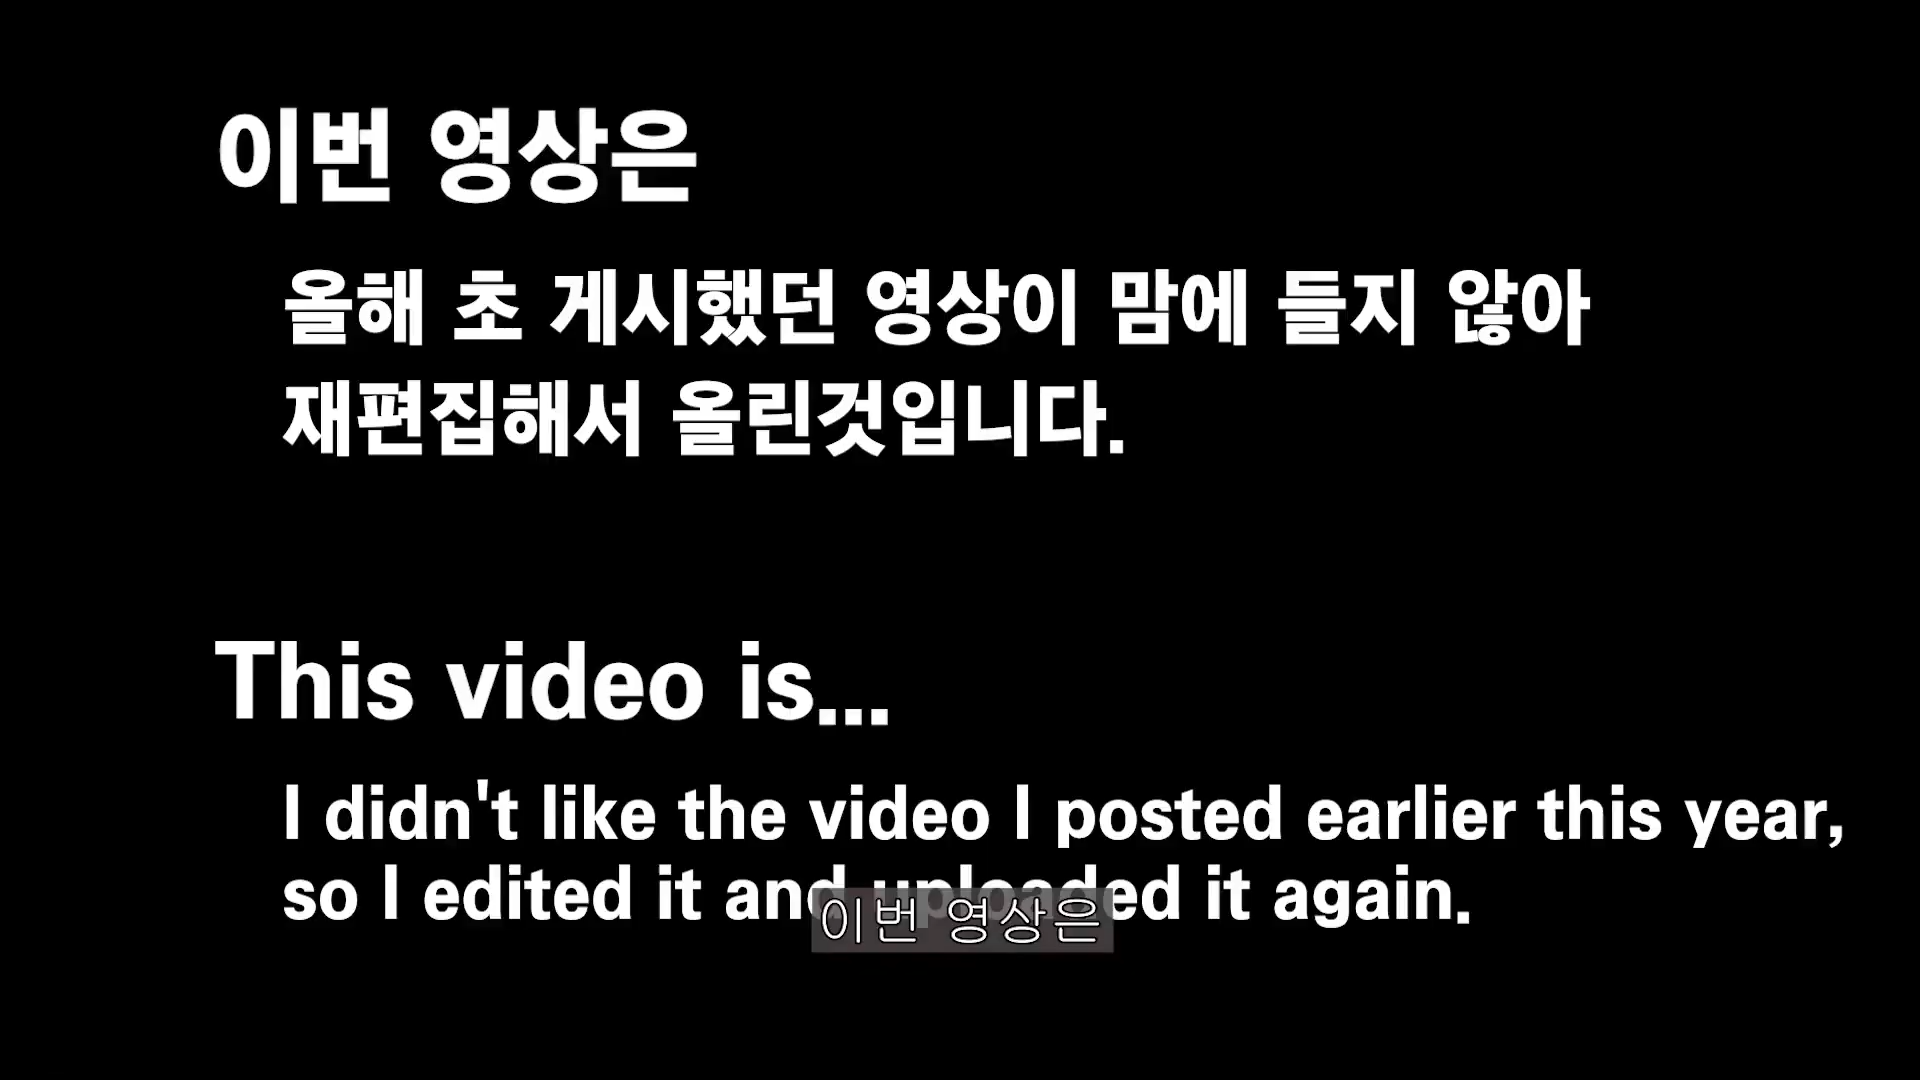 이번 영상은
올해 초 게시했던 영상이 맘에 들지 않아
재편집해서 올린것입니다.
This video is...
I didn't like the video I posted earlier this year,
so I edited it and uploaded it again.
이번 영상은